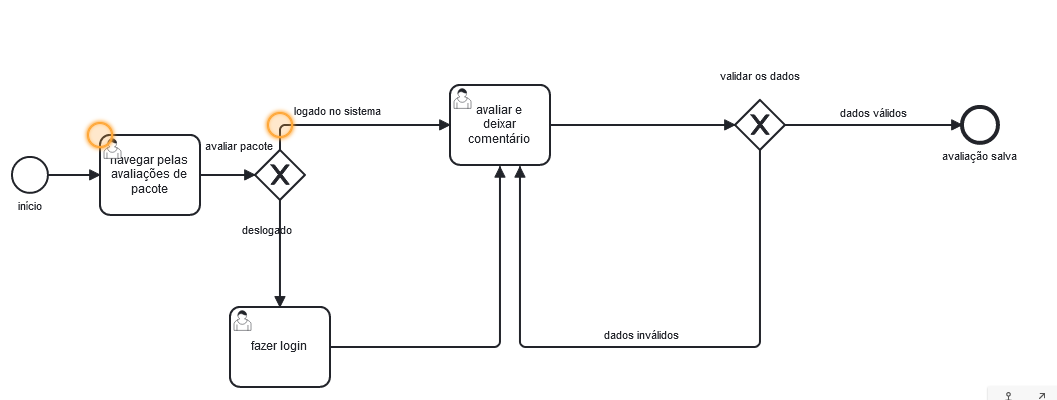 início
navegar pelas
avaliações de
pacote
avaliar pacote
logado no sistema
deslogado
fazer login
avaliar e
deixar
comentário
validar os dados
dados válidos
dados inválidos
avaliação salva